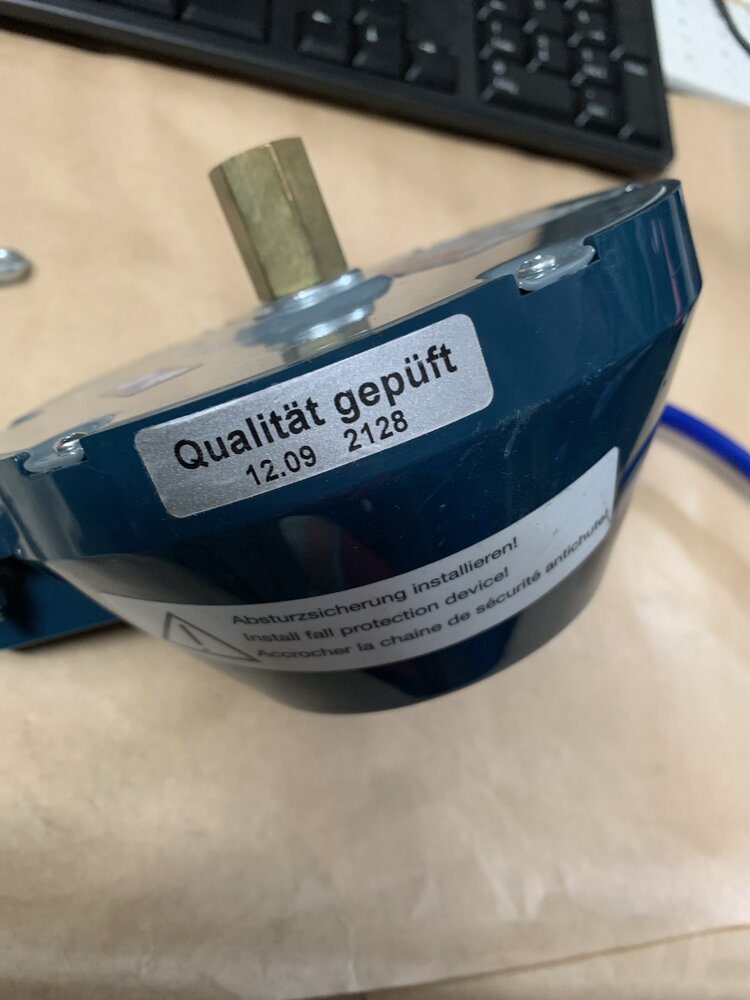 Qualität gepüft
12.09 2128
Absturzsicherung installieren!
Install fall protection device!
Accrocher la chaine de sécurité antichute!